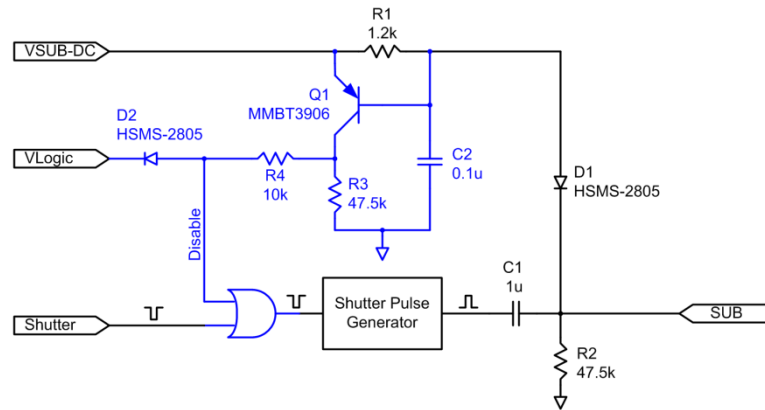 R1
1.2k
VSUB-DC
Q1
MMBT3906
D2
HSMS-2805
VLogic
R4
10k
R3
47.5k
C2
0.1u
D1
HSMS-2805
Disable
C1
1u
Shutter Pulse
Generator
Shutter
SUB
R2
47.5k